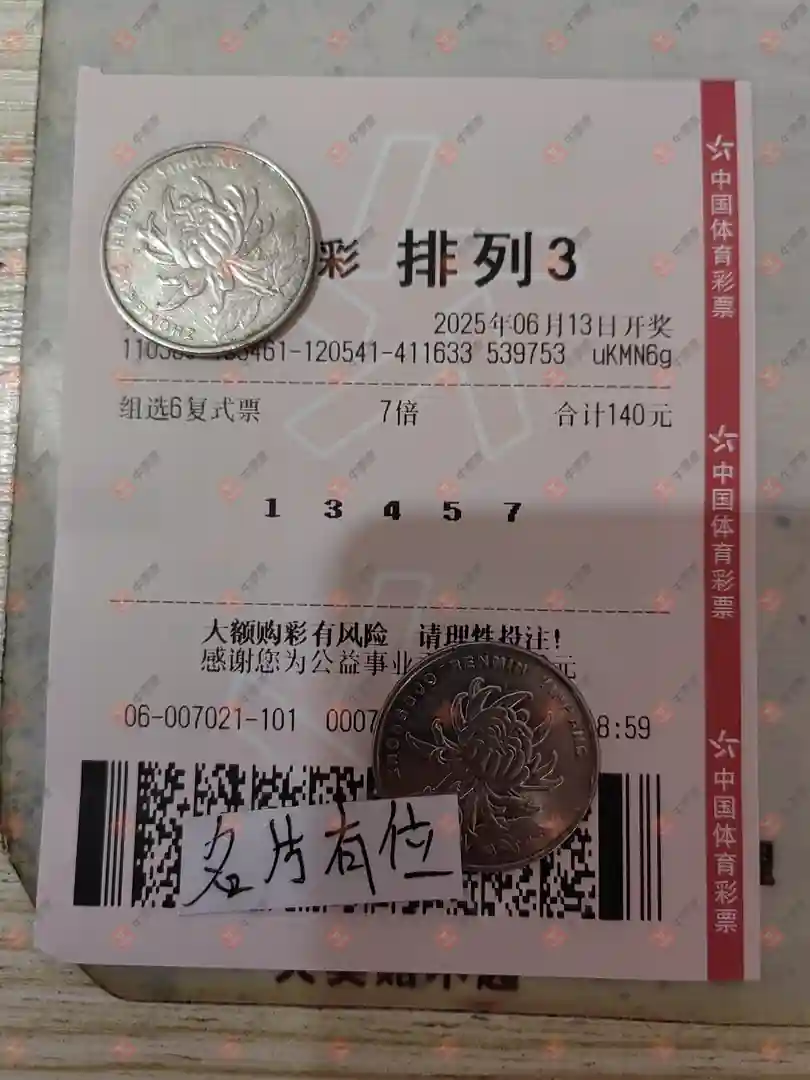 彩 排列3
2025年06月13日开奖
461-120541-411633 539753 uKMN6g
组选6复式票 7倍 合计140元
1 3 4 5 7
大额购彩有风险 请理性投注!
感谢您为公益事业 元
06-007021-101 0007 8:59
名片有位
中国体育彩票
中国体育彩票
中国体育彩票